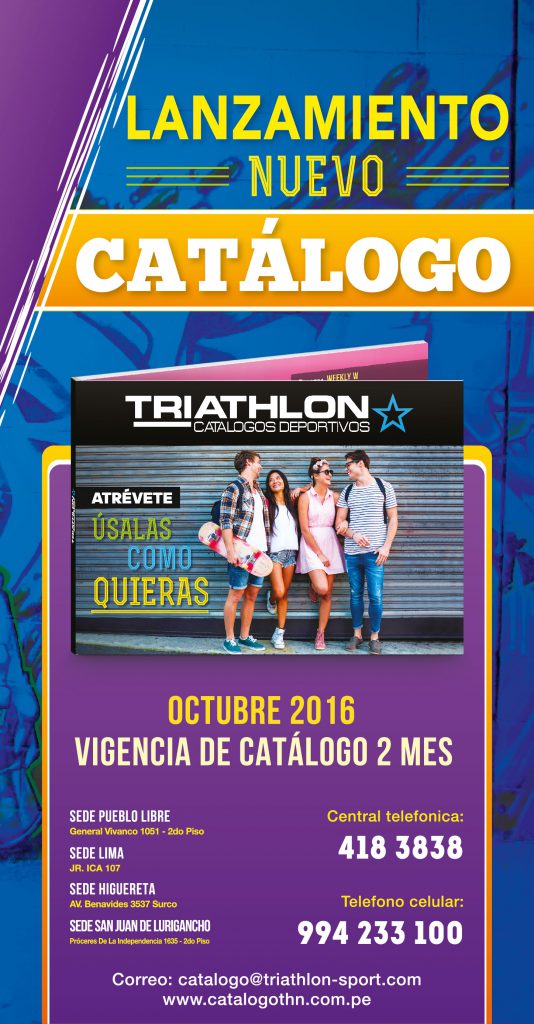 LANZAMIENTO
NUEVO
CATÁLOGO
WEEKLY W
TRIATHLON
CATALOGOS DEPORTIVOS
ATRÉVETE
ÚSALAS
COMO
QUIERAS
TRIATHLON
OCTUBRE 2016
VIGENCIA DE CATÁLOGO 2 MES
SEDE PUEBLO LIBRE
General Vivanco 1051 - 2do Piso
SEDE LIMA
JR. ICA 107
SEDE HIGUERETA
AV. Benavides 3537 Surco
SEDE SAN JUAN DE LURIGANCHO
Próceres De La Independencia 1635 - 2do Piso
Central telefonica:
418 3838
Telefono celular:
994 233 100
Correo: catalogo@triathlon-sport.com
www.catalogothn.com.pe